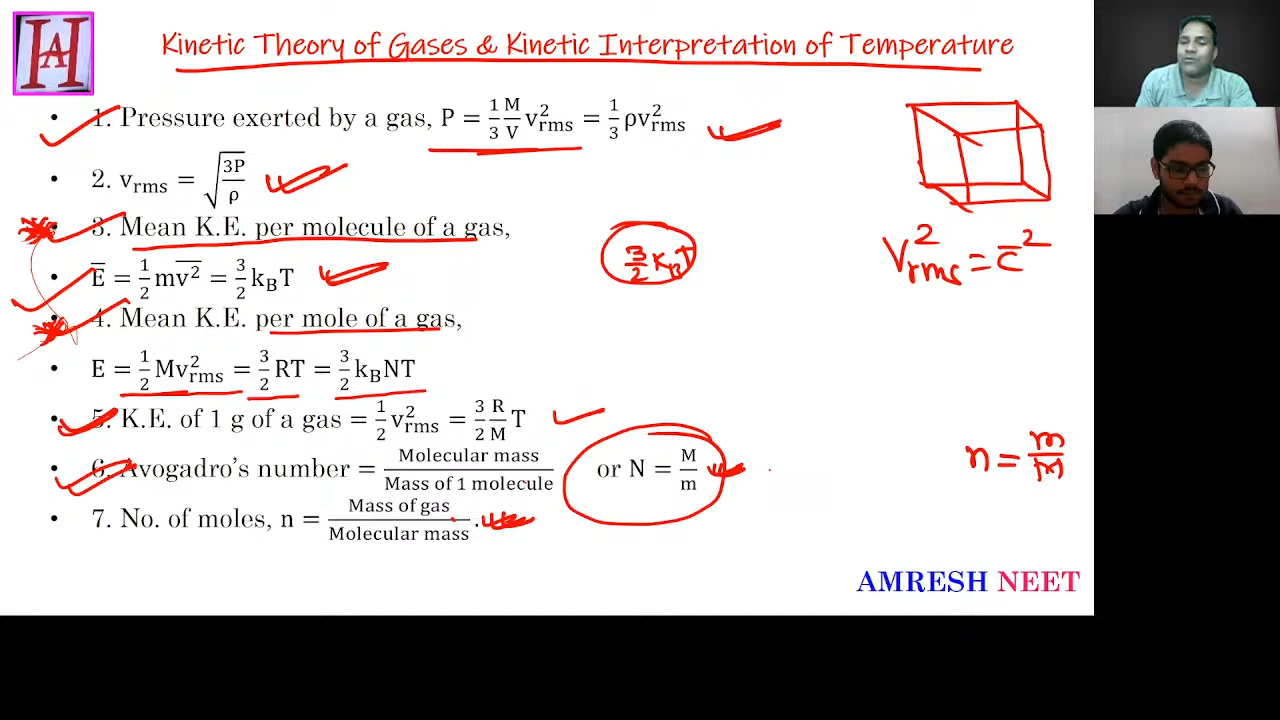 HA
Kinetic Theory of Gases & Kinetic Interpretation of Temperature
• 1. Pressure exerted by a gas, P = 1/3 M/V v²rms = 1/3 ρv²rms
• 2. vrms = √(3P/ρ)
• 3. Mean K.E. per molecule of a gas,
• E̅ = 1/2 m v̅² = 3/2 kBT
3/2 KBT
V²rms = c̅²
• 4. Mean K.E. per mole of a gas,
• E = 1/2 Mv²rms = 3/2 RT = 3/2 kBNT
• 5. K.E. of 1 g of a gas = 1/2 v²rms = 3/2 R/M T
• 6. Avogadro's number = Molecular mass / Mass of 1 molecule or N = M/m
n = m/M
• 7. No. of moles, n = Mass of gas / Molecular mass.
AMRESH NEET